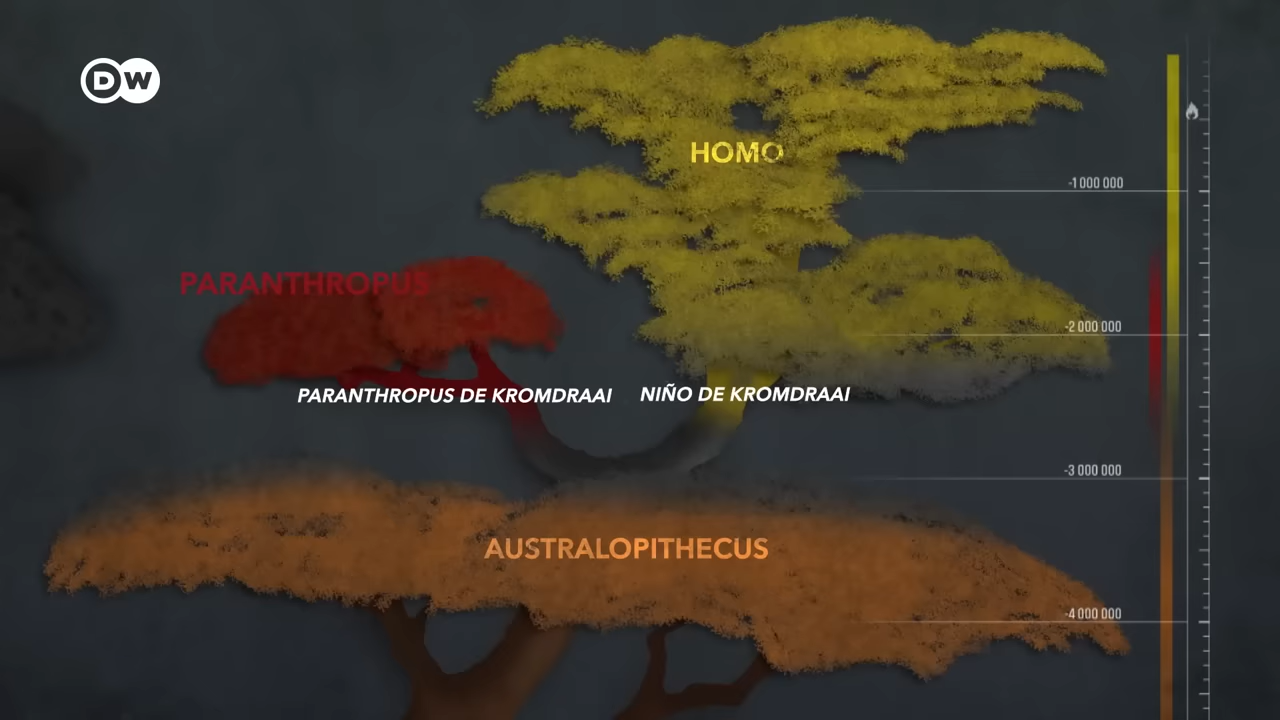 DW
HOMO
-1 000 000
PARANTHROPUS
-2 000 000
PARANTHROPUS DE KROMDRAAI
NIÑO DE KROMDRAAI
-3 000 000
AUSTRALOPITHECUS
-4 000 000